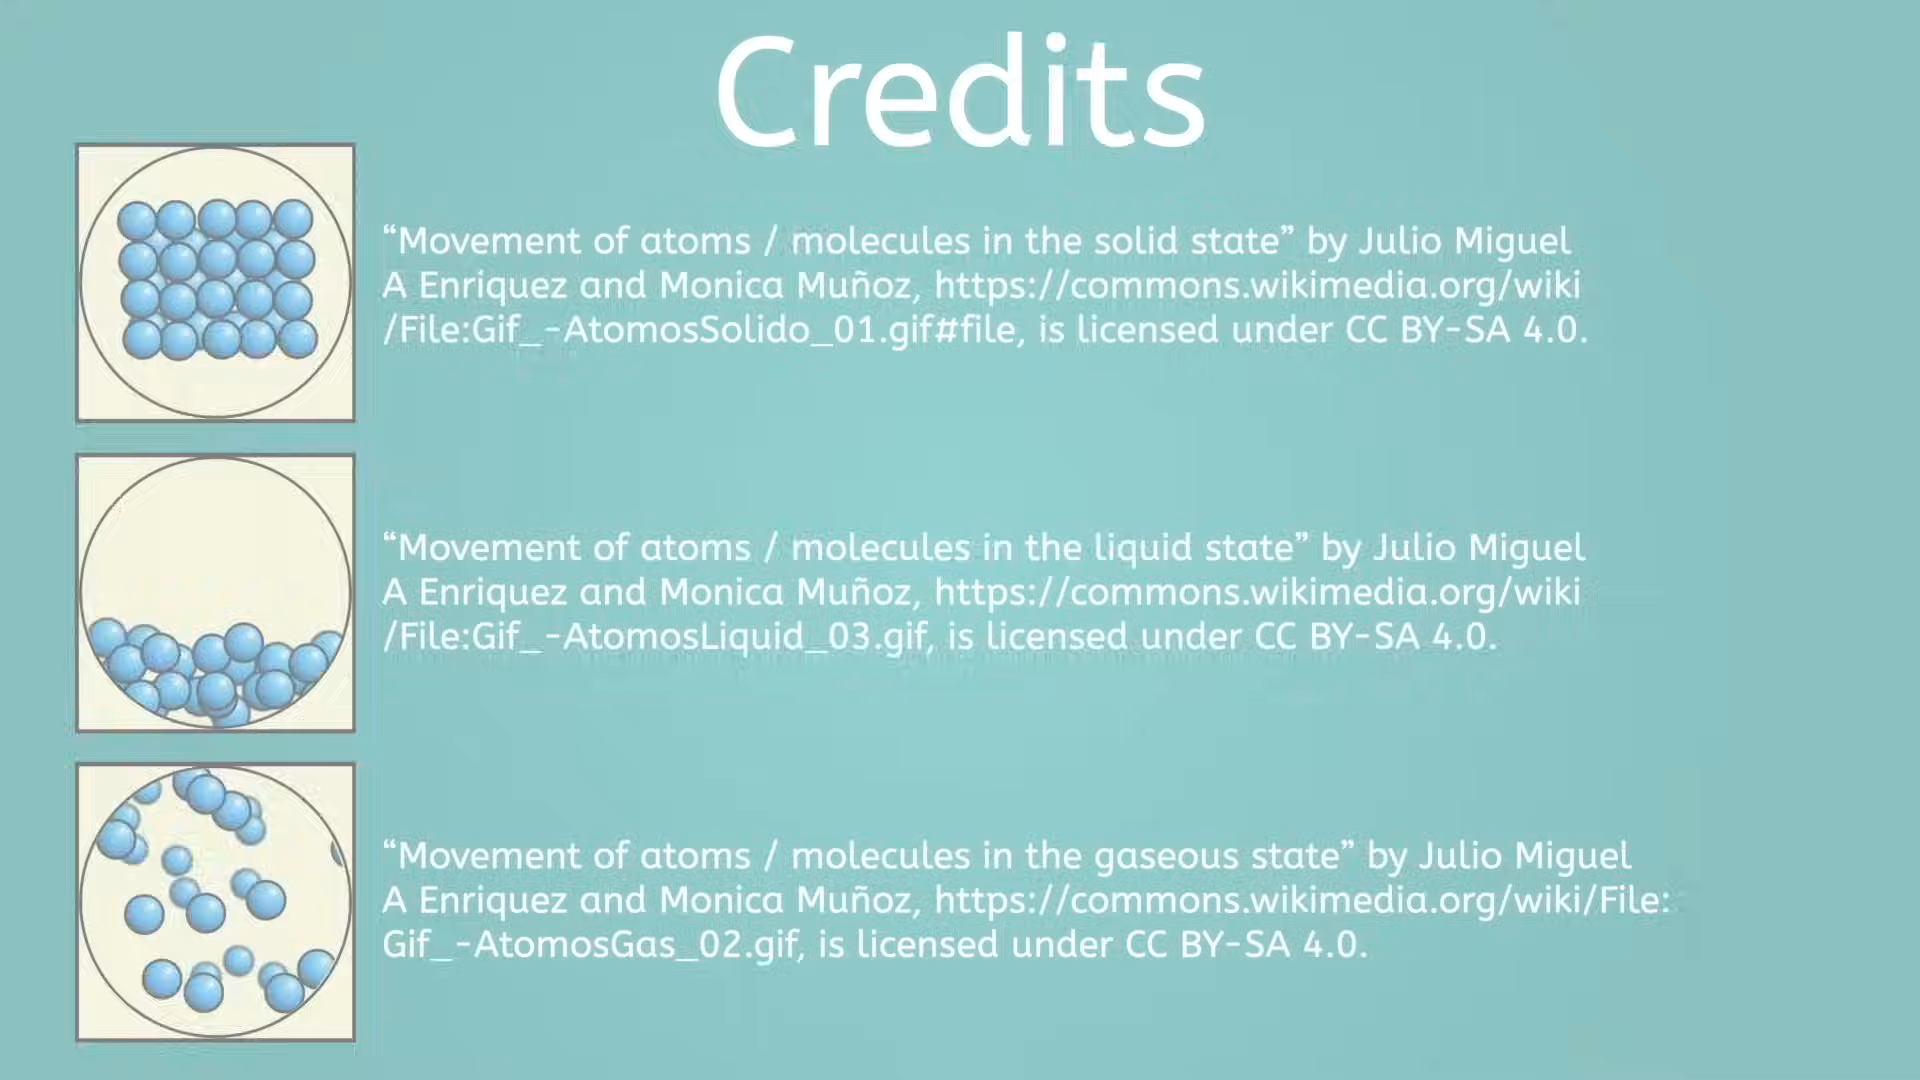 Credits
“Movement of atoms / molecules in the solid state” by Julio Miguel
A Enriquez and Monica Muñoz, https://commons.wikimedia.org/wiki
/File:Gif_-AtomosSolido_01.gif#file, is licensed under CC BY-SA 4.0.
“Movement of atoms / molecules in the liquid state” by Julio Miguel
A Enriquez and Monica Muñoz, https://commons.wikimedia.org/wiki
/File:Gif_-AtomosLiquid_03.gif, is licensed under CC BY-SA 4.0.
“Movement of atoms / molecules in the gaseous state” by Julio Miguel
A Enriquez and Monica Muñoz, https://commons.wikimedia.org/wiki/File:
Gif_-AtomosGas_02.gif, is licensed under CC BY-SA 4.0.